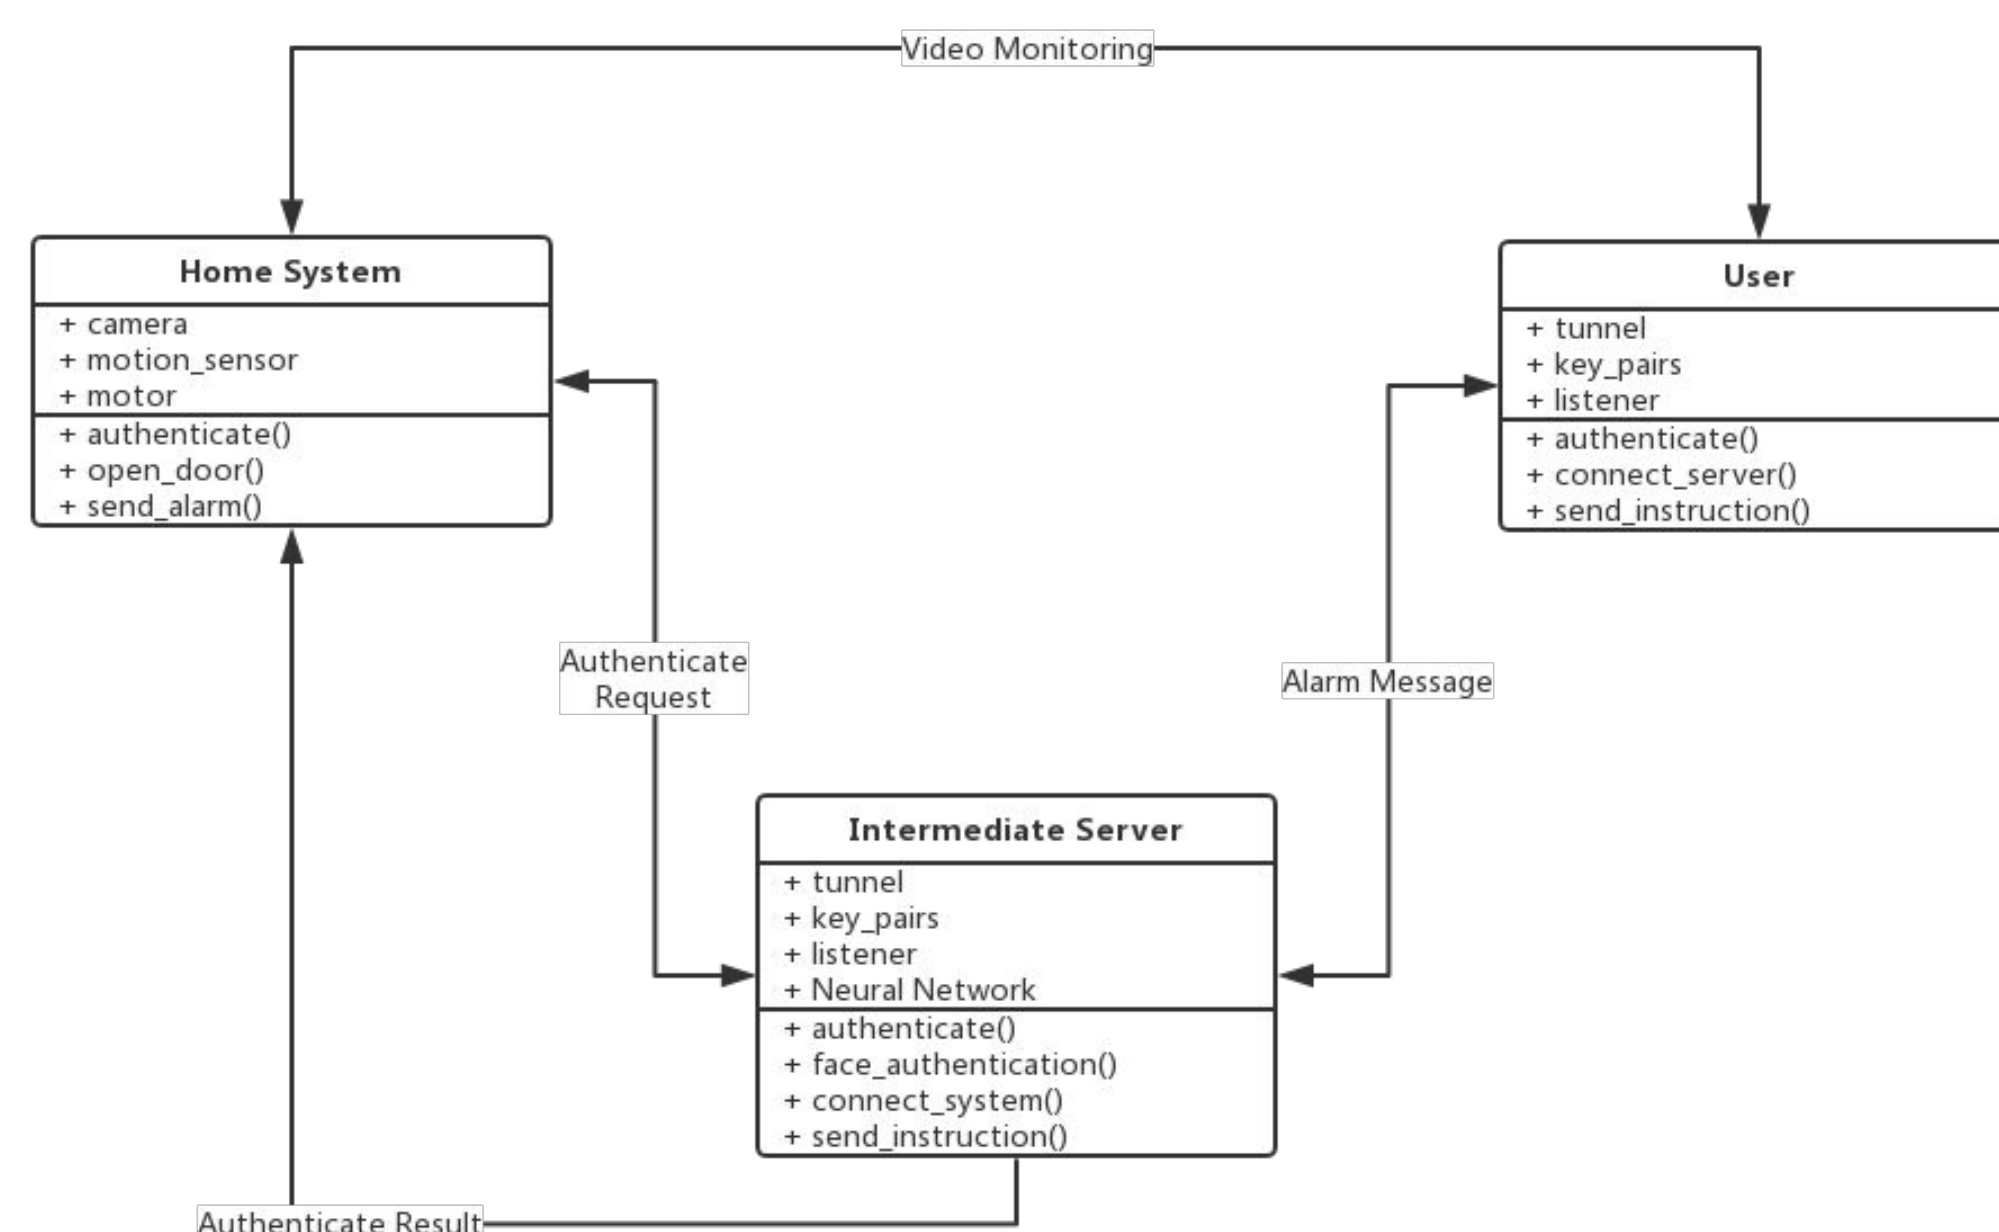 Video Monitoring
Home System
+ camera
+ motion_sensor
+ motor
+ authenticate()
+ open_door()
+ send_alarm()
User
+ tunnel
+ key_pairs
+ listener
+ authenticate()
+ connect_server()
+ send_instruction()
Authenticate
Request
Alarm Message
Intermediate Server
+ tunnel
+ key_pairs
+ listener
+ Neural Network
+ authenticate()
+ face_authentication()
+ connect_system()
+ send_instruction()
Authenticate Result